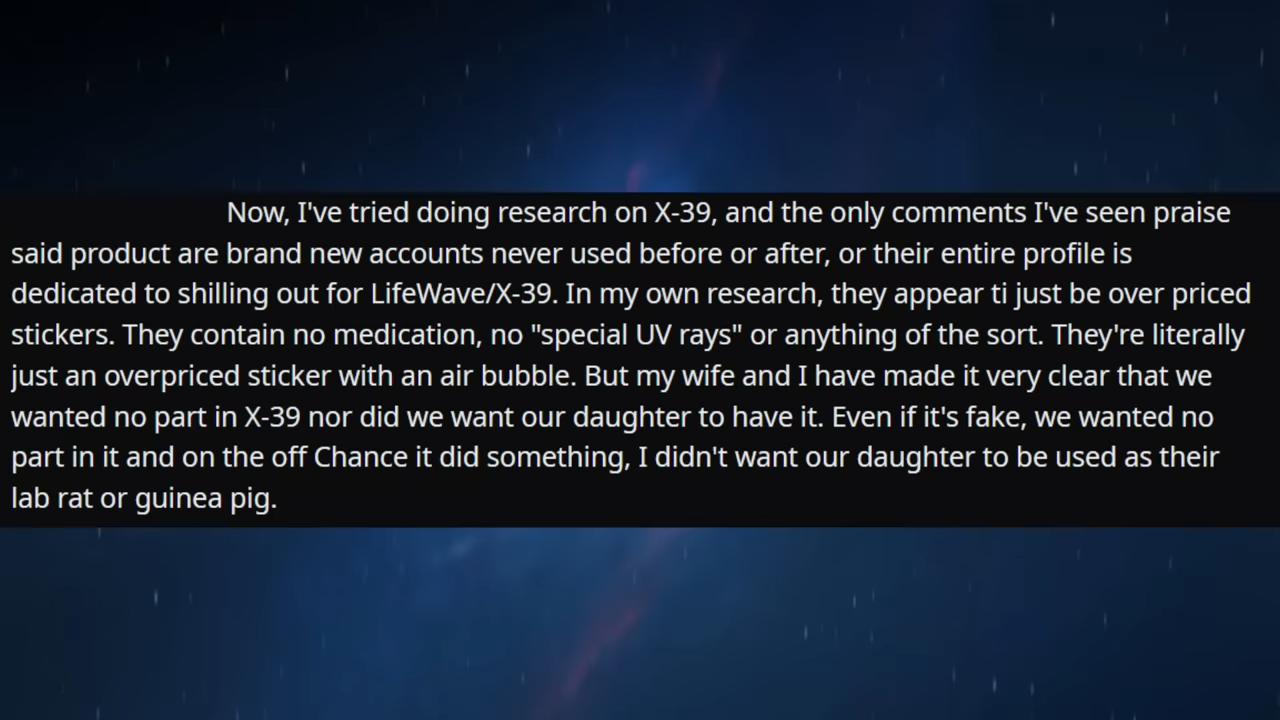 Now, I've tried doing research on X-39, and the only comments I've seen praise
said product are brand new accounts never used before or after, or their entire profile is
dedicated to shilling out for LifeWave/X-39. In my own research, they appear ti just be over priced
stickers. They contain no medication, no "special UV rays" or anything of the sort. They're literally
just an overpriced sticker with an air bubble. But my wife and I have made it very clear that we
wanted no part in X-39 nor did we want our daughter to have it. Even if it's fake, we wanted no
part in it and on the off Chance it did something, I didn't want our daughter to be used as their
lab rat or guinea pig.